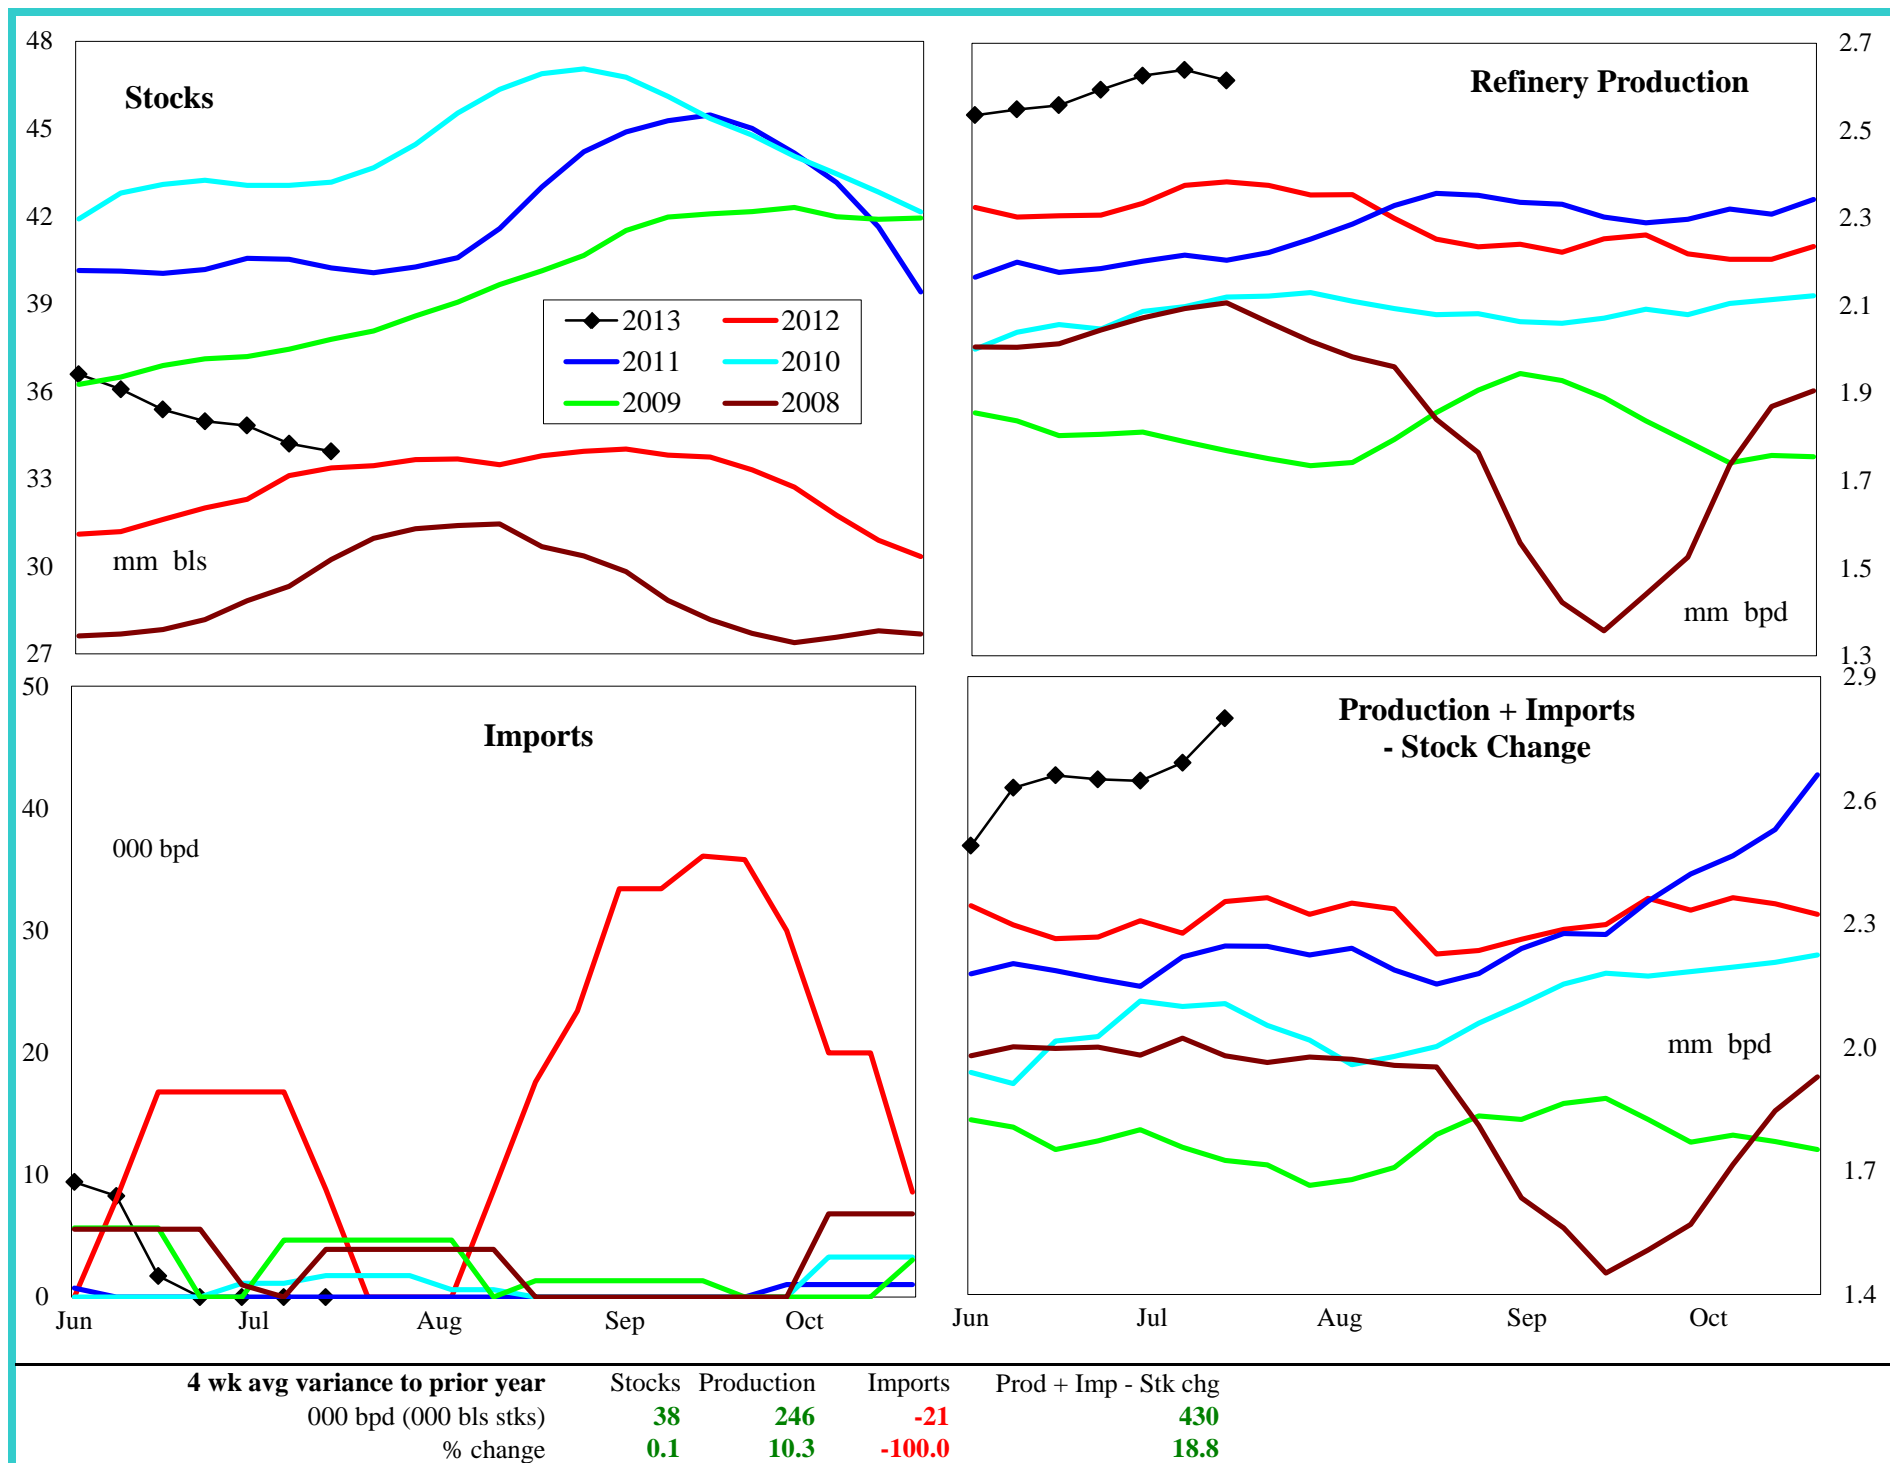 Stocks
48
45
42
39
36
33
30
27
mm bls
2013 2012
2011 2010
2009 2008
Refinery Production
2.7
2.5
2.3
2.1
1.9
1.7
1.5
1.3
mm bpd
Imports
50
40
30
20
10
0
000 bpd
Jun Jul Aug Sep Oct
Production + Imports
- Stock Change
2.9
2.6
2.3
2.0
1.7
1.4
mm bpd
Jun Jul Aug Sep Oct
4 wk avg variance to prior year Stocks Production Imports Prod + Imp - Stk chg
000 bpd (000 bls stks) 38 246 -21 430
% change 0.1 10.3 -100.0 18.8